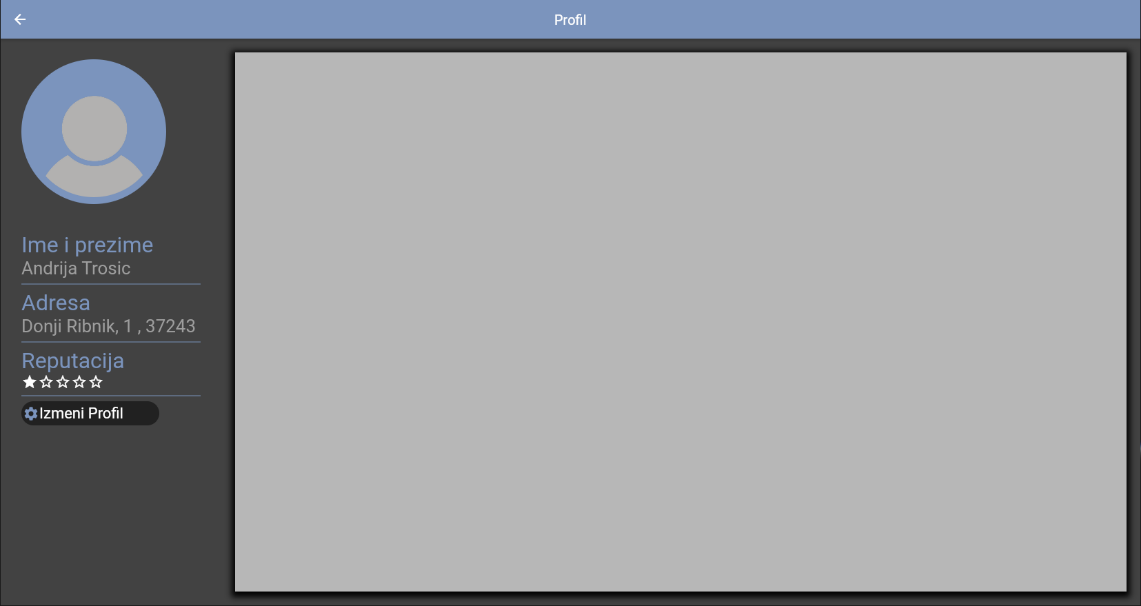 Profil
Ime i prezime
Andrija Trosic
Adresa
Donji Ribnik, 1 , 37243
Reputacija
Izmeni Profil